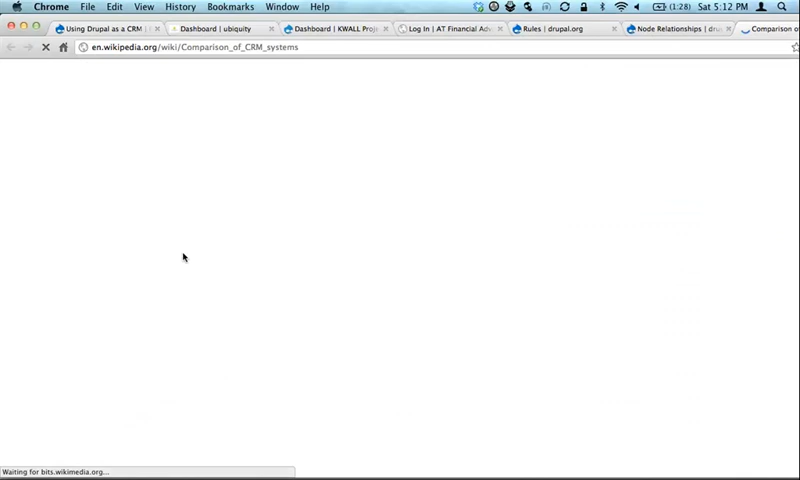 Chrome File Edit View History Bookmarks Window Help (1:28) Sat 5:12 PM
Using Drupal as a CRM | Dashboard | ubiquity Dashboard | KWALL Proj Log In | AT Financial Adv Rules | drupal.org Node Relationships | dru Comparison o
en.wikipedia.org/wiki/Comparison_of_CRM_systems
Waiting for bits.wikimedia.org...